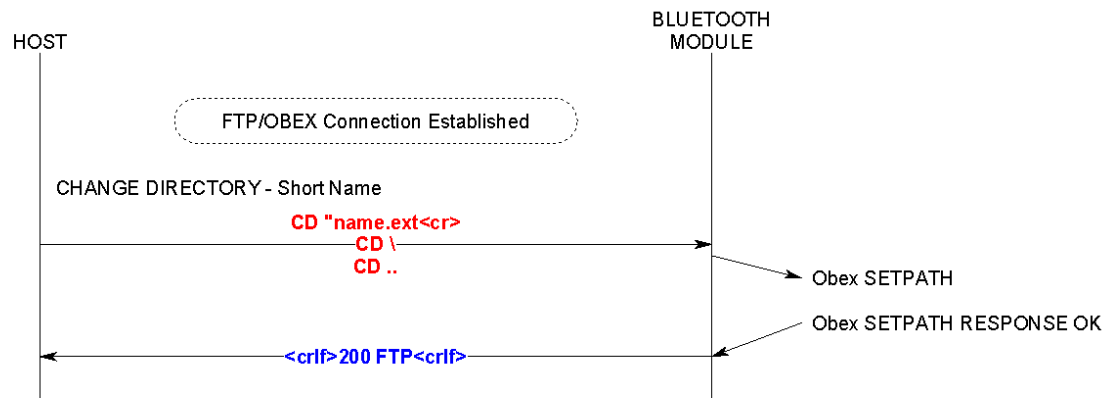 HOST
BLUETOOTH
MODULE
FTP/OBEX Connection Established
CHANGE DIRECTORY - Short Name
CD "name.ext<cr>
CD \
CD ..
Obex SETPATH
Obex SETPATH RESPONSE OK
<crlf>200 FTP<crlf>